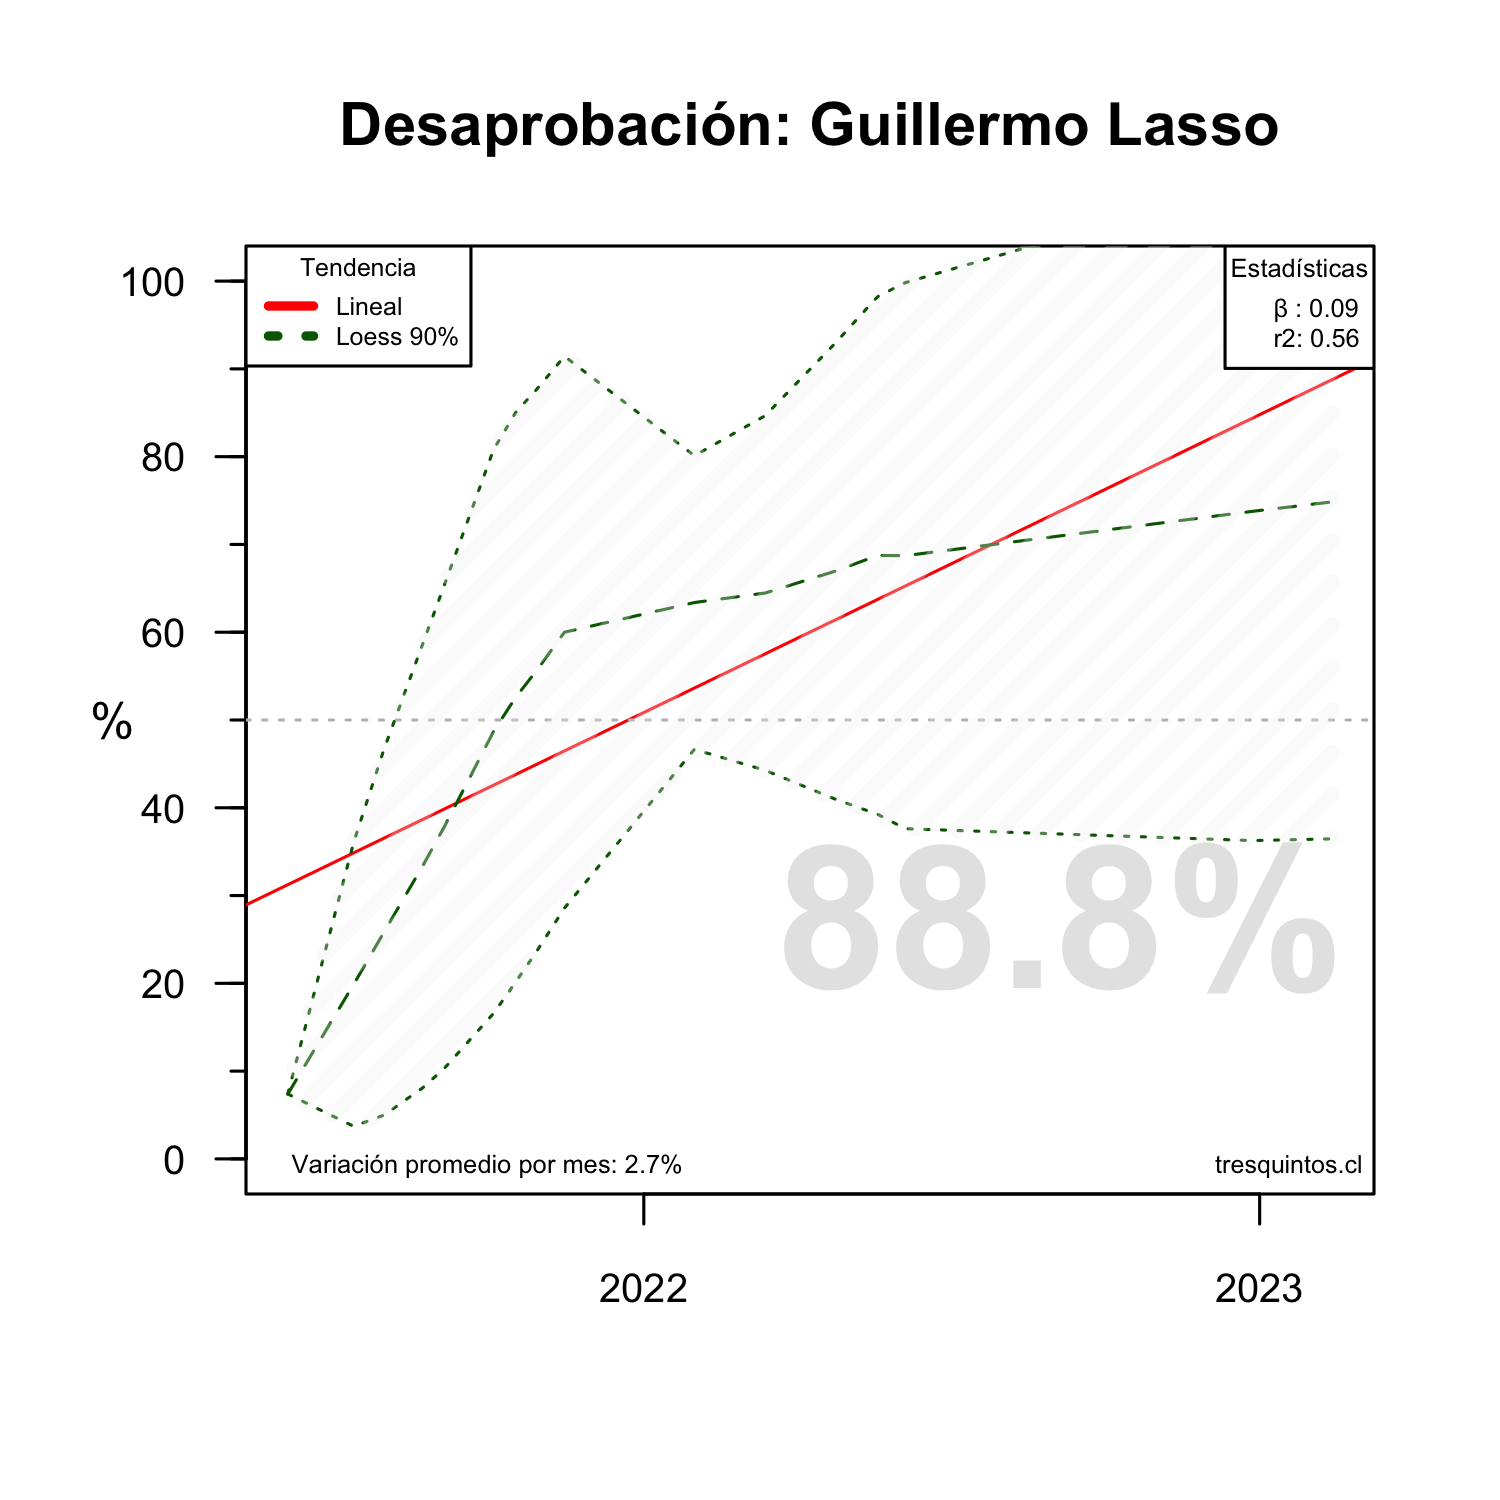 Desaprobación: Guillermo Lasso
Tendencia
Lineal
Loess 90%
Estadísticas
β : 0.09
r2: 0.56
100
80
60
%
40
20
0
88.8%
Variación promedio por mes: 2.7%
tresquintos.cl
2022
2023